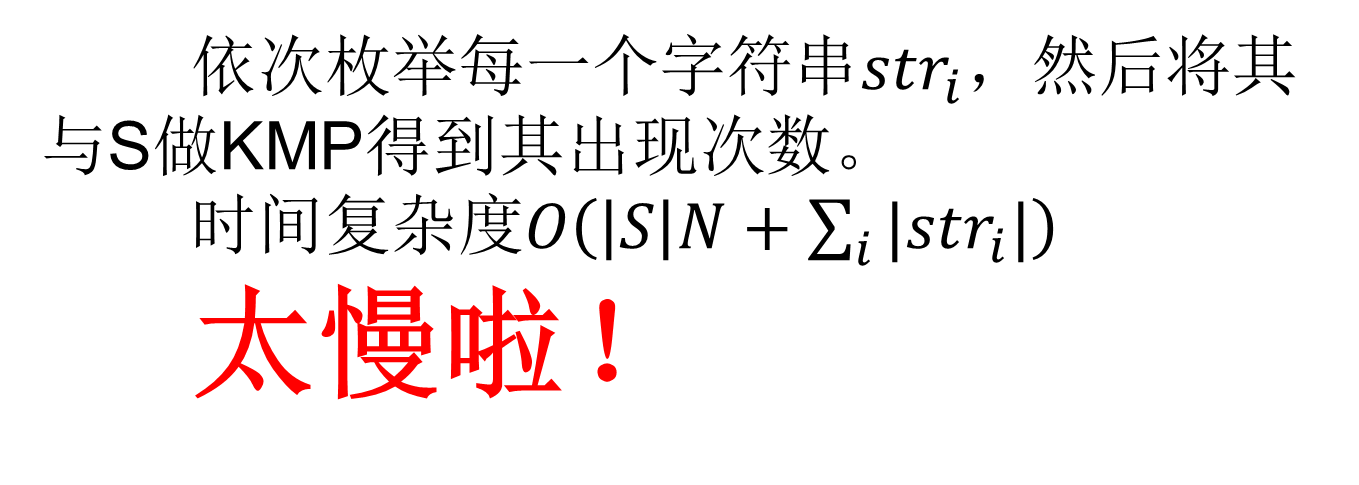 依次枚举每一个字符串str_i，然后将其
与S做KMP得到其出现次数。
时间复杂度O(|S|N + ∑_i |str_i|)
太慢啦！